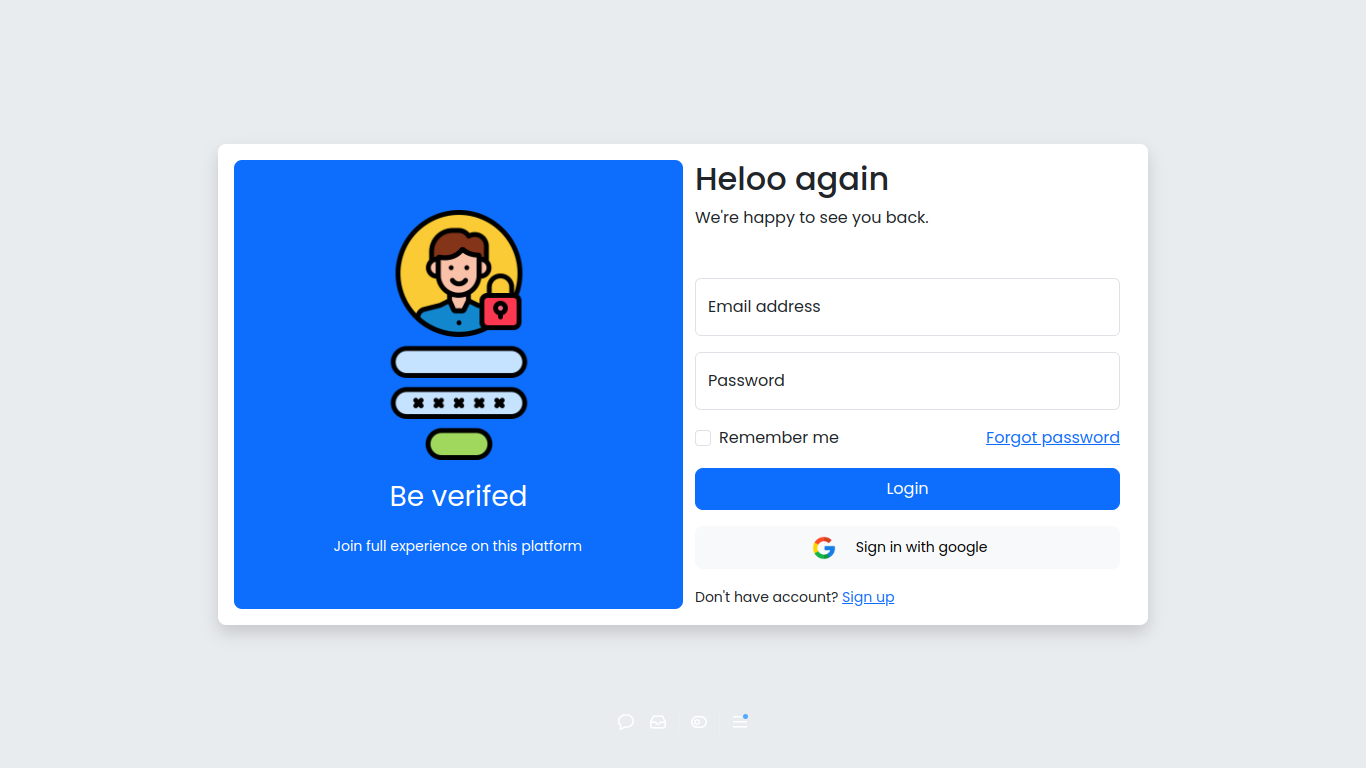 Be verifed
Join full experience on this platform
Heloo again
We're happy to see you back.
Email address
Password
Remember me
Forgot password
Login
Sign in with google
Don't have account? Sign up